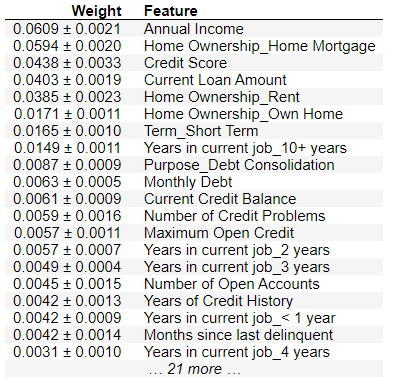 Weight Feature
0.0609 ± 0.0021 Annual Income
0.0594 ± 0.0020 Home Ownership_Home Mortgage
0.0438 ± 0.0033 Credit Score
0.0403 ± 0.0019 Current Loan Amount
0.0385 ± 0.0023 Home Ownership_Rent
0.0171 ± 0.0011 Home Ownership_Own Home
0.0165 ± 0.0010 Term_Short Term
0.0149 ± 0.0011 Years in current job_10+ years
0.0087 ± 0.0009 Purpose_Debt Consolidation
0.0063 ± 0.0005 Monthly Debt
0.0061 ± 0.0009 Current Credit Balance
0.0059 ± 0.0016 Number of Credit Problems
0.0057 ± 0.0011 Maximum Open Credit
0.0057 ± 0.0007 Years in current job_2 years
0.0049 ± 0.0004 Years in current job_3 years
0.0045 ± 0.0015 Number of Open Accounts
0.0042 ± 0.0013 Years of Credit History
0.0042 ± 0.0009 Years in current job_< 1 year
0.0042 ± 0.0014 Months since last delinquent
0.0031 ± 0.0010 Years in current job_4 years
… 21 more …